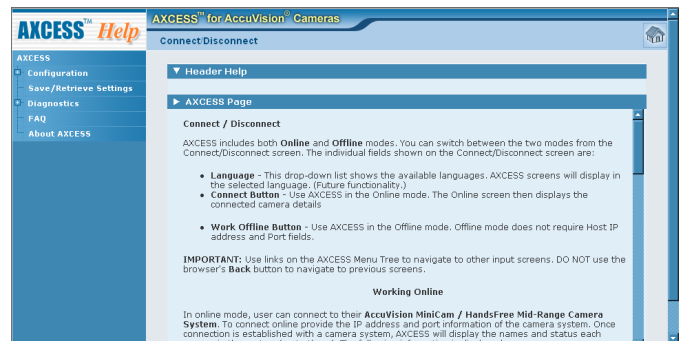 AXCESS™ Help
AXCESS™ for AccuVision® Cameras
Connect/Disconnect
AXCESS
Configuration
Save/Retrieve Settings
Diagnostics
FAQ
About AXCESS
▼ Header Help
► AXCESS Page
Connect / Disconnect
AXCESS includes both Online and Offline modes. You can switch between the two modes from the
Connect/Disconnect screen. The individual fields shown on the Connect/Disconnect screen are:
• Language - This drop-down list shows the available languages. AXCESS screens will display in
the selected language. (Future functionality.)
• Connect Button - Use AXCESS in the Online mode. The Online screen then displays the
connected camera details
• Work Offline Button - Use AXCESS in the Offline mode. Offline mode does not require Host IP
address and Port fields.
IMPORTANT: Use links on the AXCESS Menu Tree to navigate to other input screens. DO NOT use the
browser's Back button to navigate to previous screens.
Working Online
In online mode, user can connect to their AccuVision MiniCam / HandsFree Mid-Range Camera
System. To connect online provide the IP address and port information of the camera system. Once
connection is established with a camera system, AXCESS will display the names and status each